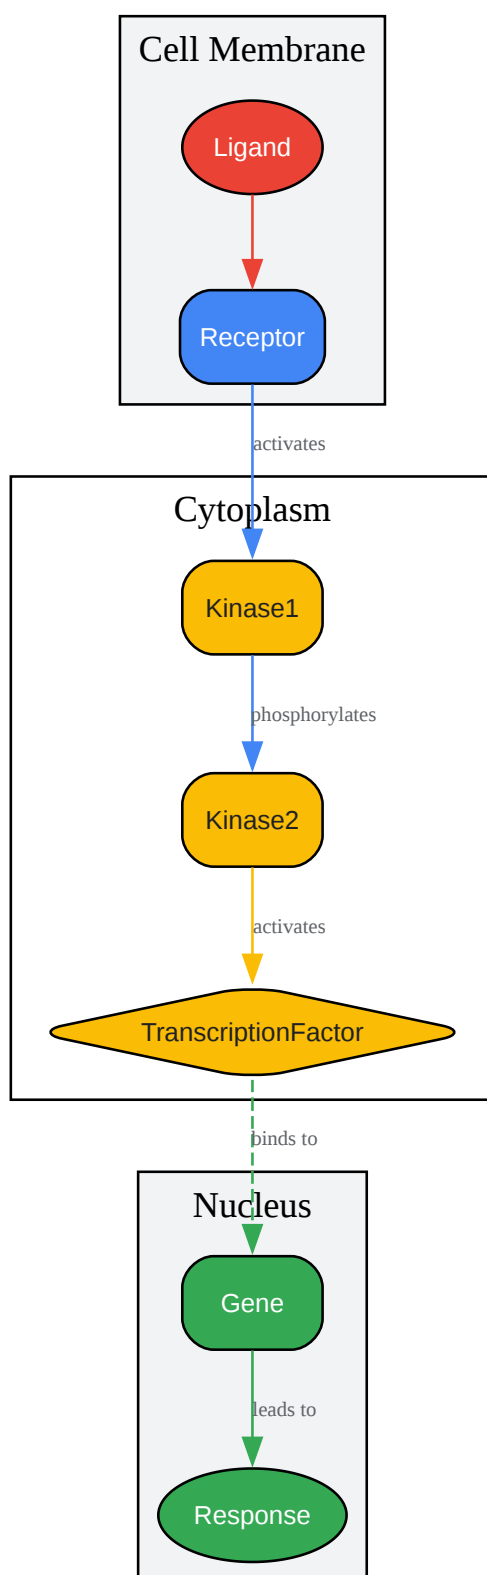 Cell Membrane
Ligand
Receptor
activates
Cytoplasm
Kinase1
phosphorylates
Kinase2
activates
TranscriptionFactor
binds to
Nucleus
Gene
leads to
Response